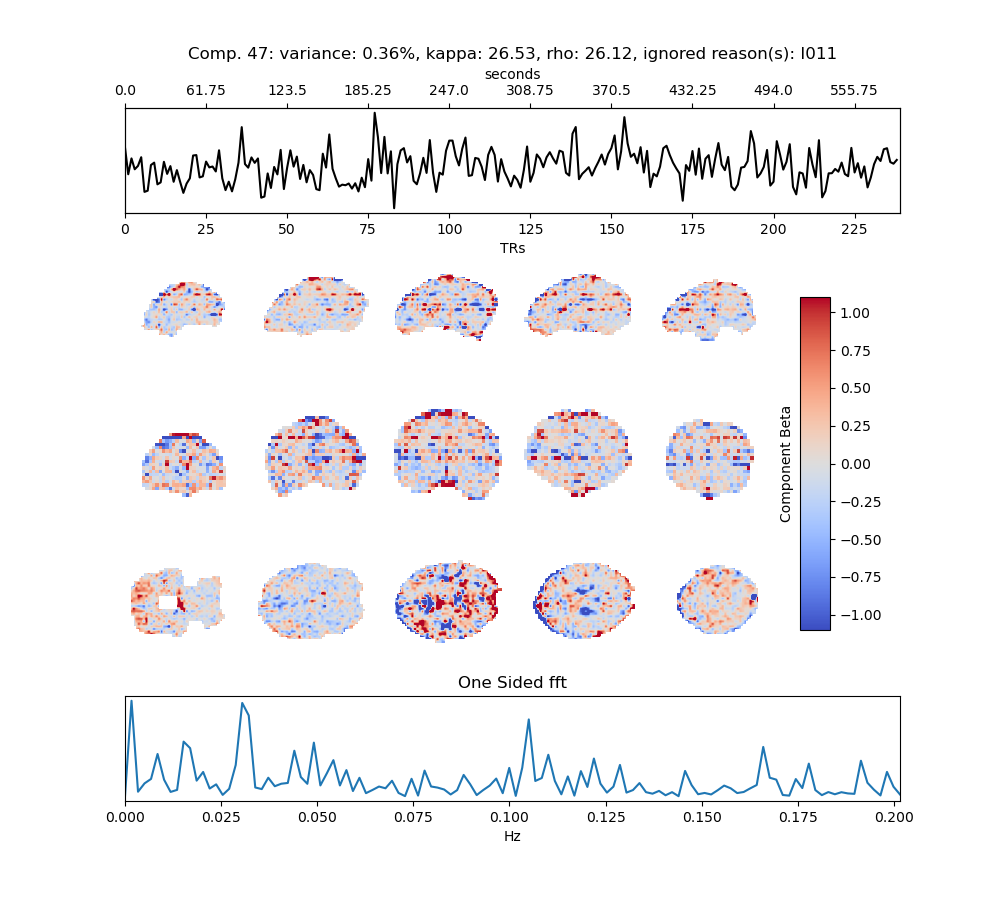 Comp. 47: variance: 0.36%, kappa: 26.53, rho: 26.12, ignored reason(s): I011
seconds
0.0 61.75 123.5 185.25 247.0 308.75 370.5 432.25 494.0 555.75
0 25 50 75 100 125 150 175 200 225
TRs
1.00
0.75
0.50
0.25
0.00
−0.25
−0.50
−0.75
−1.00
Component Beta
One Sided fft
0.000 0.025 0.050 0.075 0.100 0.125 0.150 0.175 0.200
Hz